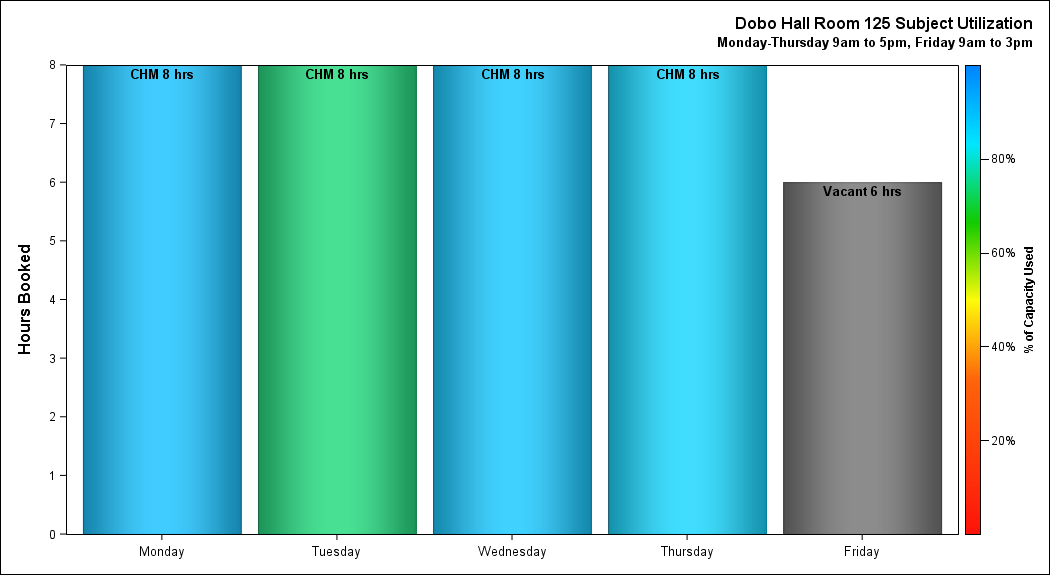 Dobo Hall Room 125 Subject Utilization
Monday-Thursday 9am to 5pm, Friday 9am to 3pm
Hours Booked
8
7
6
5
4
3
2
1
0
CHM 8 hrs
CHM 8 hrs
CHM 8 hrs
CHM 8 hrs
Vacant 6 hrs
Monday
Tuesday
Wednesday
Thursday
Friday
80%
60%
40%
20%
% of Capacity Used